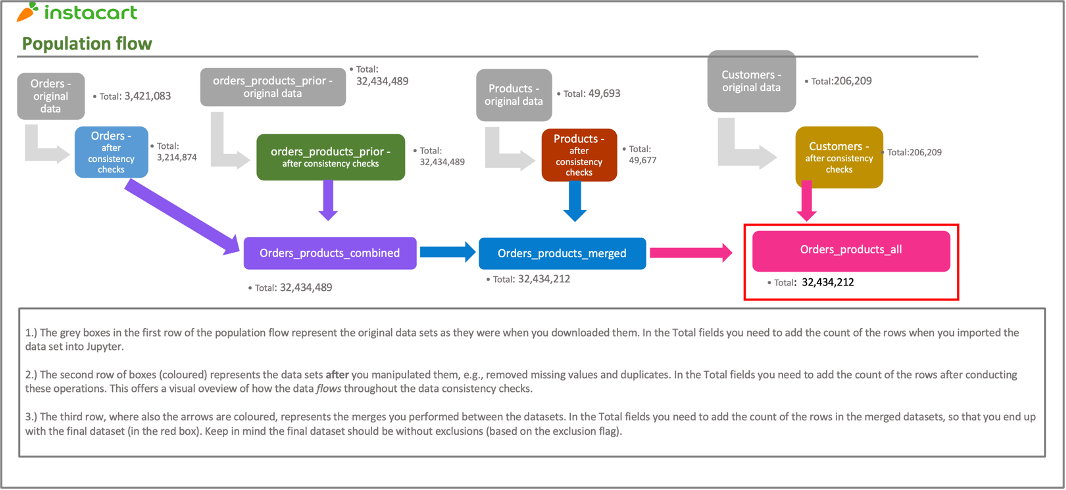 instacart
Population flow
Orders -
original
data
• Total: 3,421,083
orders_products_prior -
original data
• Total:
32,434,489
Products -
original data
• Total: 49,693
Customers -
original data
• Total:206,209
Orders -
after
consistency
checks
• Total:
3,214,874
orders_products_prior -
after consistency checks
• Total:
32,434,489
Products -
after
consistency
checks
• Total:
49,677
Customers -
after consistency
checks
• Total:206,209
Orders_products_combined
• Total: 32,434,489
Orders_products_merged
• Total: 32,434,212
Orders_products_all
• Total: 32,434,212
1.) The grey boxes in the first row of the population flow represent the original data sets as they were when you downloaded them. In the Total fields you need to add the count of the rows when you imported the
data set into Jupyter.
2.) The second row of boxes (coloured) represents the data sets after you manipulated them, e.g., removed missing values and duplicates. In the Total fields you need to add the count of the rows after conducting
these operations. This offers a visual oveview of how the data flows throughout the data consistency checks.
3.) The third row, where also the arrows are coloured, represents the merges you performed between the datasets. In the Total fields you need to add the count of the rows in the merged datasets, so that you end up
with the final dataset (in the red box). Keep in mind the final dataset should be without exclusions (based on the exclusion flag).